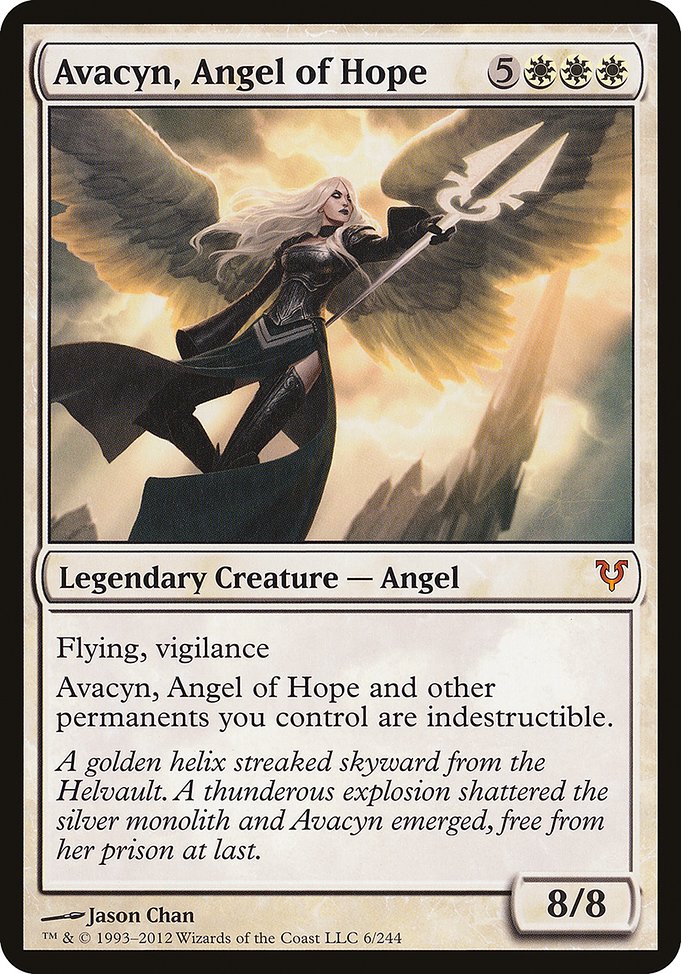 Avacyn, Angel of Hope 5
Legendary Creature — Angel
Flying, vigilance
Avacyn, Angel of Hope and other
permanents you control are indestructible.
A golden helix streaked skyward from the
Helvault. A thunderous explosion shattered the
silver monolith and Avacyn emerged, free from
her prison at last.
8/8
Jason Chan
™ & © 1993–2012 Wizards of the Coast LLC 6/244